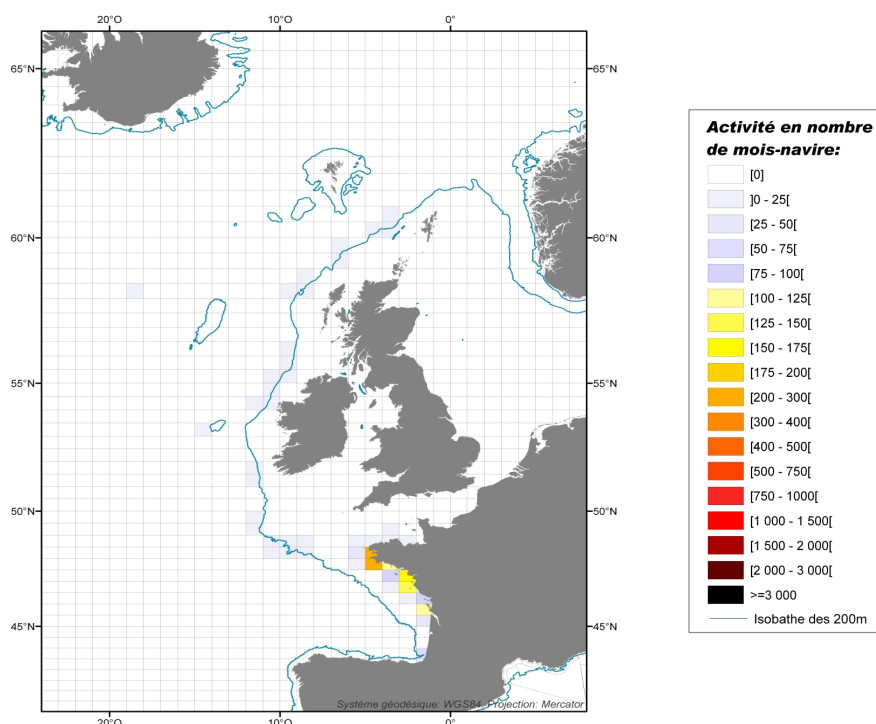 20°O 10°O 0°
65°N 65°N
60°N 60°N
55°N 55°N
50°N 50°N
45°N 45°N
Système géodésique: WGS84 Projection: Mercator
20°O 10°O 0°
Activité en nombre
de mois-navire:
[0]
]0 - 25[
[25 - 50[
[50 - 75[
[75 - 100[
[100 - 125[
[125 - 150[
[150 - 175[
[175 - 200[
[200 - 300[
[300 - 400[
[400 - 500[
[500 - 750[
[750 - 1000[
[1 000 - 1 500[
[1 500 - 2 000[
[2 000 - 3 000[
>=3 000
Isobathe des 200m